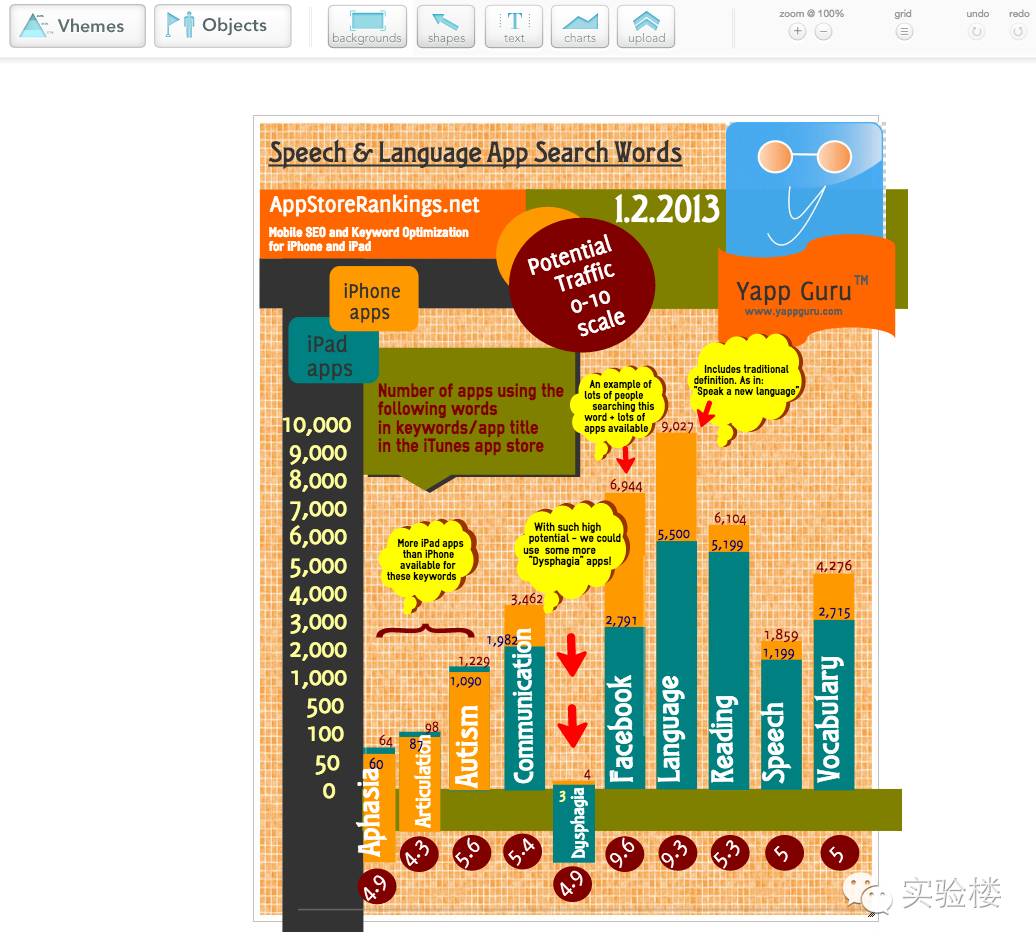 Vhemes
Objects
backgrounds
shapes
T
text
charts
upload
zoom @ 100%
grid
undo
redo
Speech & Language App Search Words
AppStoreRankings.net
Mobile SEO and Keyword Optimization
for iPhone and iPad
1.2.2013
Potential
Traffic
0-10
scale
Yapp Guru™
www.yappguru.com
iPhone
apps
iPad
apps
Number of apps using the
following words
in keywords/app title
in the iTunes app store
An example of
lots of people
searching this
word + lots of
apps available
Includes traditional
definition. As in:
"Speak a new language"
More iPad apps
than iPhone
available for
these keywords
With such high
potential - we could
use some more
"Dysphagia" apps!
10,000
9,000
8,000
7,000
6,000
5,000
4,000
3,000
2,000
1,000
500
100
50
0
64
60
Aphasia
4.9
98
87
Articulation
4.3
1,229
1,090
Autism
5.6
3,462
1,982
Communication
5.4
4
3
Dysphagia
4.9
6,944
2,791
Facebook
9.6
9,027
5,500
Language
9.3
6,104
5,199
Reading
5.3
1,859
1,199
Speech
5
4,276
2,715
Vocabulary
5
实验楼